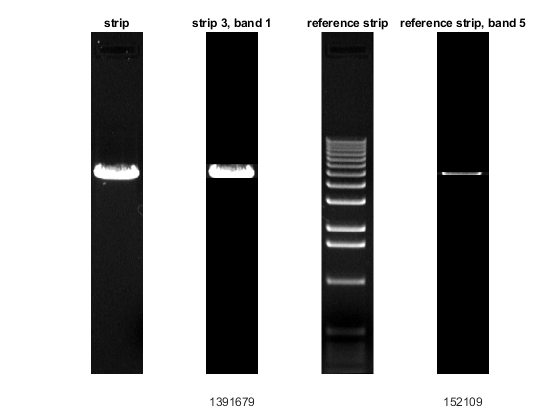 strip
strip 3, band 1
reference strip
reference strip, band 5
1391679
152109